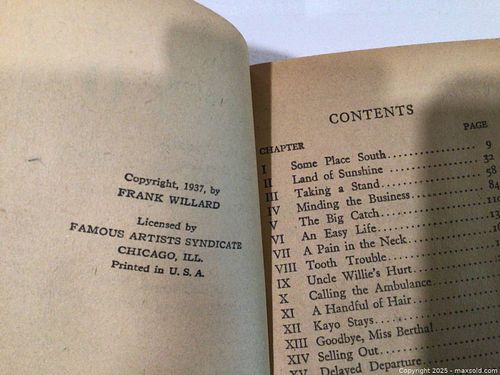 Copyright, 1937, by
FRANK WILLARD
Licensed by
FAMOUS ARTISTS SYNDICATE
CHICAGO, ILL.
Printed in U. S. A.
CONTENTS
CHAPTER PAGE
I Some Place South................ 9
II Land of Sunshine................ 32
III Taking a Stand................ 58
IV Minding the Business............
V The Big Catch................
VI An Easy Life................
VII A Pain in the Neck............
VIII Tooth Trouble................
IX Uncle Willie's Hurt............
X Calling the Ambulance............
XI A Handful of Hair............
XII Kayo Stays................
XIII Goodbye, Miss Bertha!............
XIV Selling Out................
XV Delayed Departure............
Copyright 2025 - maxsold.com